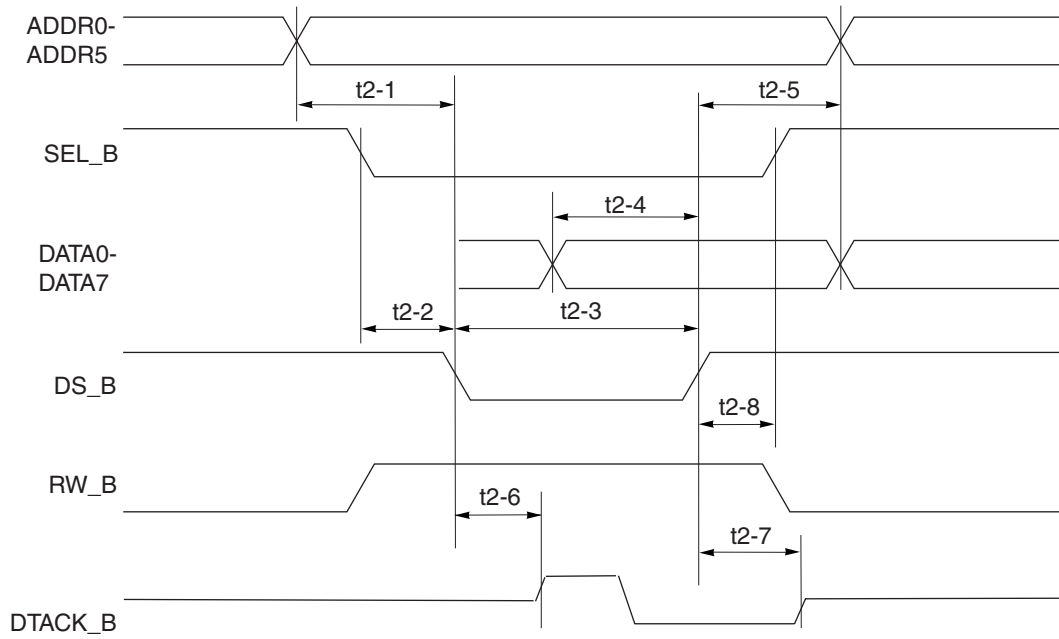 ADDR0-
ADDR5
t2-1
t2-5
SEL_B
t2-4
DATA0-
DATA7
t2-2
t2-3
DS_B
t2-8
RW_B
t2-6
t2-7
DTACK_B